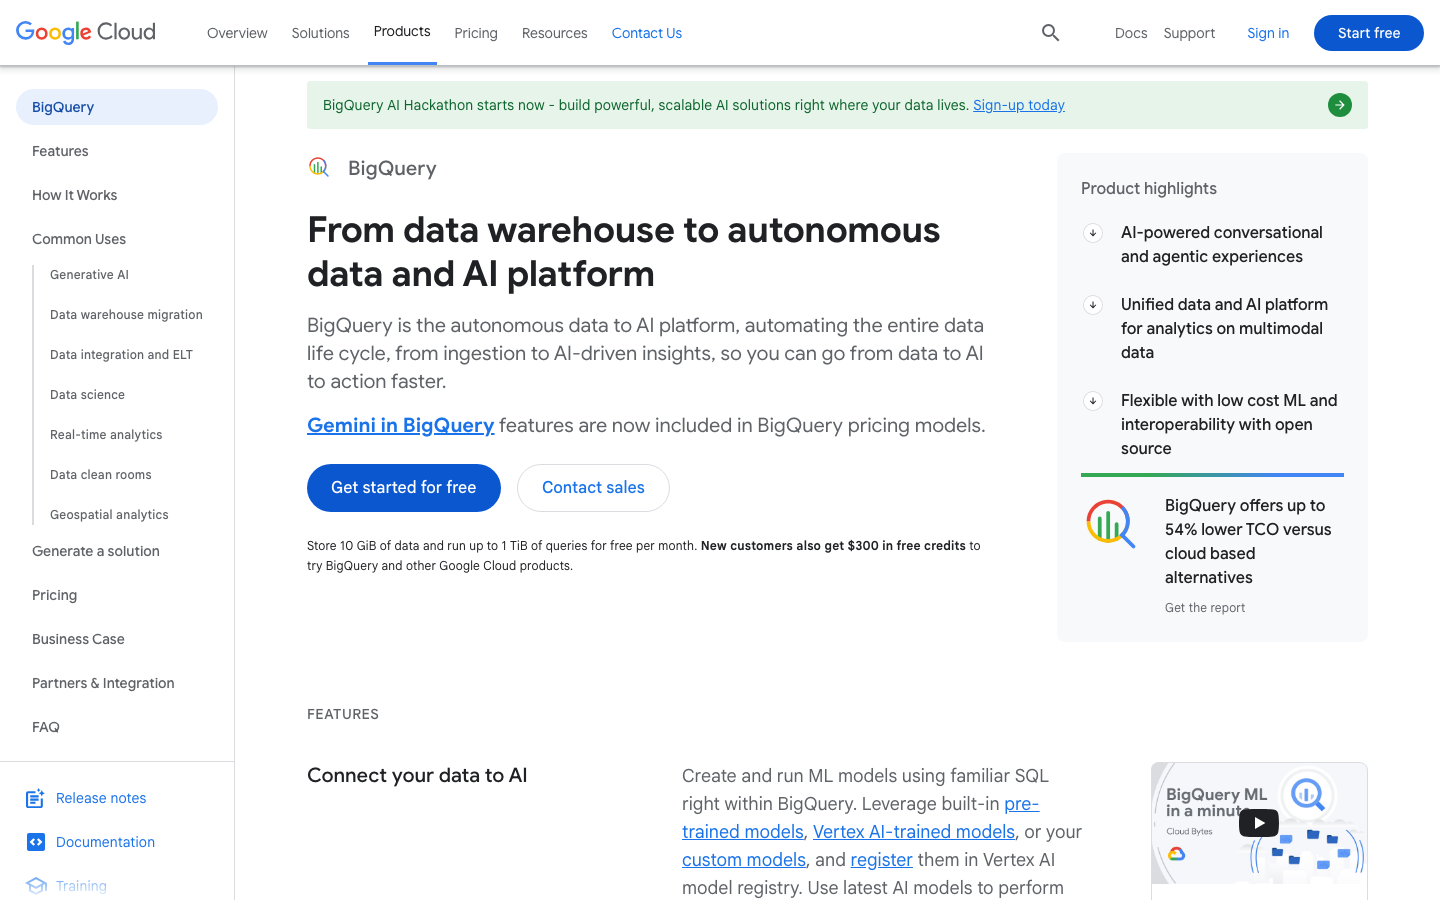 Google Cloud
Overview
Solutions
Products
Pricing
Resources
Contact Us
Docs
Support
Sign in
Start free
BigQuery
Features
How It Works
Common Uses
Generative AI
Data warehouse migration
Data integration and ELT
Data science
Real-time analytics
Data clean rooms
Geospatial analytics
Generate a solution
Pricing
Business Case
Partners & Integration
FAQ
Release notes
Documentation
Training
BigQuery AI Hackathon starts now - build powerful, scalable AI solutions right where your data lives. Sign-up today
BigQuery
From data warehouse to autonomous
data and AI platform
BigQuery is the autonomous data to AI platform, automating the entire data
life cycle, from ingestion to AI-driven insights, so you can go from data to AI
to action faster.
Gemini in BigQuery features are now included in BigQuery pricing models.
Get started for free
Contact sales
Store 10 GiB of data and run up to 1 TiB of queries for free per month. New customers also get $300 in free credits to
try BigQuery and other Google Cloud products.
Product highlights
AI-powered conversational
and agentic experiences
Unified data and AI platform
for analytics on multimodal
data
Flexible with low cost ML and
interoperability with open
source
BigQuery offers up to
54% lower TCO versus
cloud based
alternatives
Get the report
FEATURES
Connect your data to AI
Create and run ML models using familiar SQL
right within BigQuery. Leverage built-in pre-
trained models, Vertex AI-trained models, or your
custom models, and register them in Vertex AI
model registry. Use latest AI models to perform
BigQuery ML
in a minute
Cloud Bytes